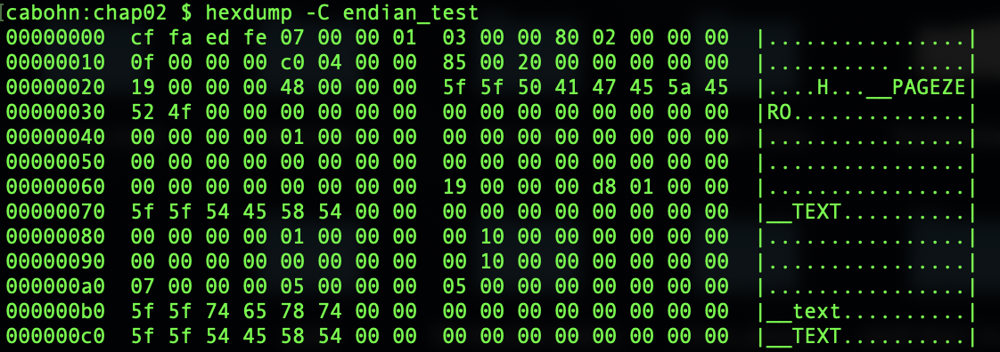 [cabohn:chap02 $ hexdump -C endian_test
00000000  cf fa ed fe 07 00 00 01  03 00 00 80 02 00 00 00  |................|
00000010  0f 00 00 00 c0 04 00 00  85 00 20 00 00 00 00 00  |.......... .....|
00000020  19 00 00 00 48 00 00 00  5f 5f 50 41 47 45 5a 45  |....H...__PAGEZE|
00000030  52 4f 00 00 00 00 00 00  00 00 00 00 00 00 00 00  |RO..............|
00000040  00 00 00 00 01 00 00 00  00 00 00 00 00 00 00 00  |................|
00000050  00 00 00 00 00 00 00 00  00 00 00 00 00 00 00 00  |................|
00000060  00 00 00 00 00 00 00 00  19 00 00 00 d8 01 00 00  |................|
00000070  5f 5f 54 45 58 54 00 00  00 00 00 00 00 00 00 00  |__TEXT..........|
00000080  00 00 00 00 01 00 00 00  00 10 00 00 00 00 00 00  |................|
00000090  00 00 00 00 00 00 00 00  00 10 00 00 00 00 00 00  |................|
000000a0  07 00 00 00 05 00 00 00  05 00 00 00 00 00 00 00  |................|
000000b0  5f 5f 74 65 78 74 00 00  00 00 00 00 00 00 00 00  |__text..........|
000000c0  5f 5f 54 45 58 54 00 00  00 00 00 00 00 00 00 00  |__TEXT..........|